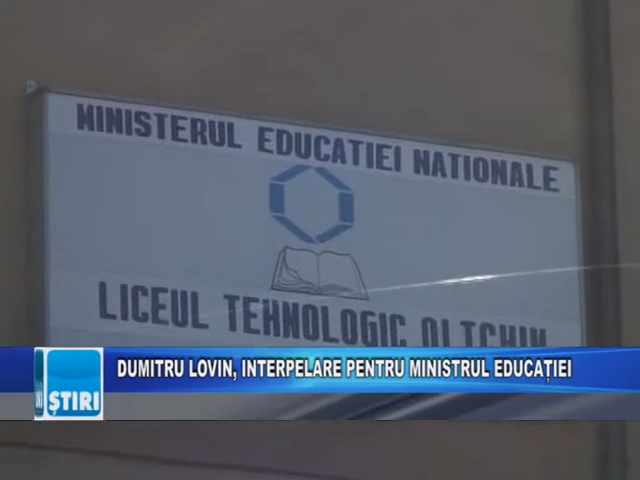 MINISTERUL EDUCATIEI NATIONALE
LICEUL TEHNOLOGIC OLTCHIM
DUMITRU LOVIN, INTERPELARE PENTRU MINISTRUL EDUCAȚIEI
ȘTIRI